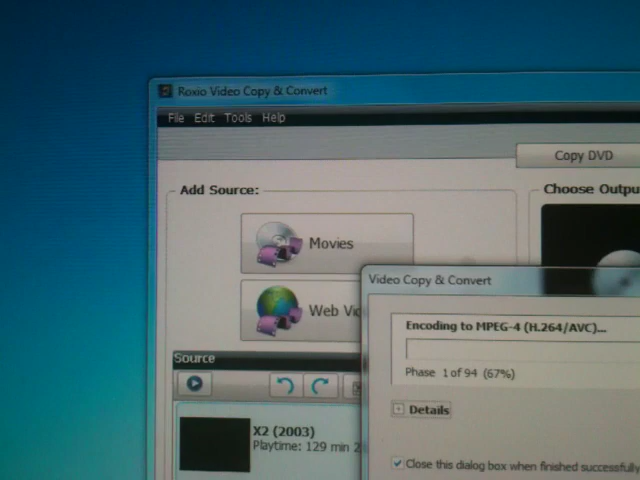 Roxio Video Copy & Convert
File Edit Tools Help
Copy DVD
Add Source:
Choose Outpu
Movies
Video Copy & Convert
Web Vi
Encoding to MPEG-4 (H.264/AVC)...
Source
Phase 1 of 94 (67%)
Details
X2 (2003)
Playtime: 129 min 2
Close this dialog box when finished successfully